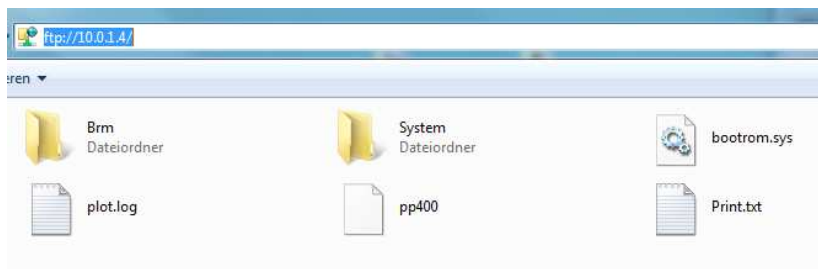 ftp://10.0.1.4/
eren
Brm
Dateiordner
System
Dateiordner
bootrom.sys
plot.log
pp400
Print.txt